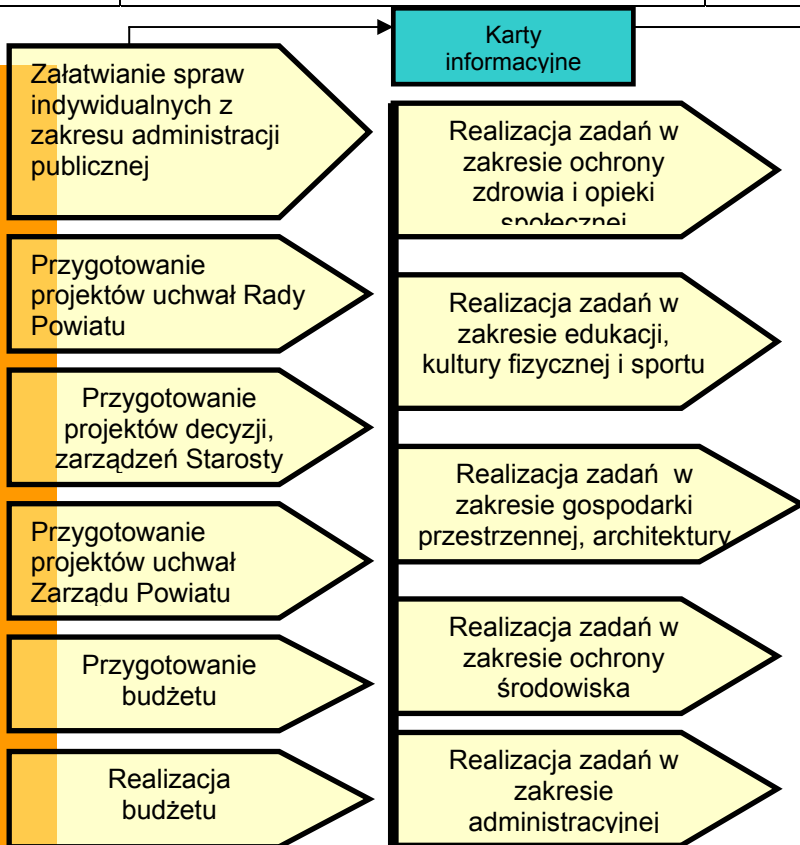 Karty
informacyjne
Załatwianie spraw
indywidualnych z
zakresu administracji
publicznej
Przygotowanie
projektów uchwał Rady
Powiatu
Przygotowanie
projektów decyzji,
zarządzeń Starosty
Przygotowanie
projektów uchwał
Zarządu Powiatu
Przygotowanie
budżetu
Realizacja
budżetu
Realizacja zadań w
zakresie ochrony
zdrowia i opieki
społecznej
Realizacja zadań w
zakresie edukacji,
kultury fizycznej i sportu
Realizacja zadań w
zakresie gospodarki
przestrzennej, architektury
Realizacja zadań w
zakresie ochrony
środowiska
Realizacja zadań w
zakresie
administracyjnej